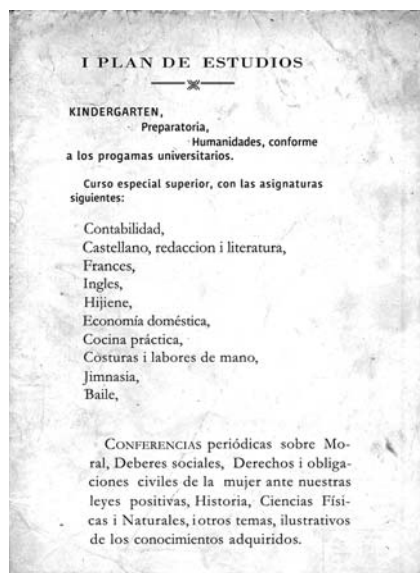 I PLAN DE ESTUDIOS
KINDERGARTEN,
Preparatoria,
Humanidades, conforme
a los progamas universitarios.
Curso especial superior, con las asignaturas
siguientes:
Contabilidad,
Castellano, redaccion i literatura,
Frances,
Ingles,
Hijiene,
Economía doméstica,
Cocina práctica,
Costuras i labores de mano,
Jimnasia,
Baile,
CONFERENCIAS periódicas sobre Mo-
ral, Deberes sociales, Derechos i obliga-
ciones civiles de la mujer ante nuestras
leyes positivas, Historia, Ciencias Físi-
cas i Naturales, i otros temas, ilustrativos
de los conocimientos adquiridos.